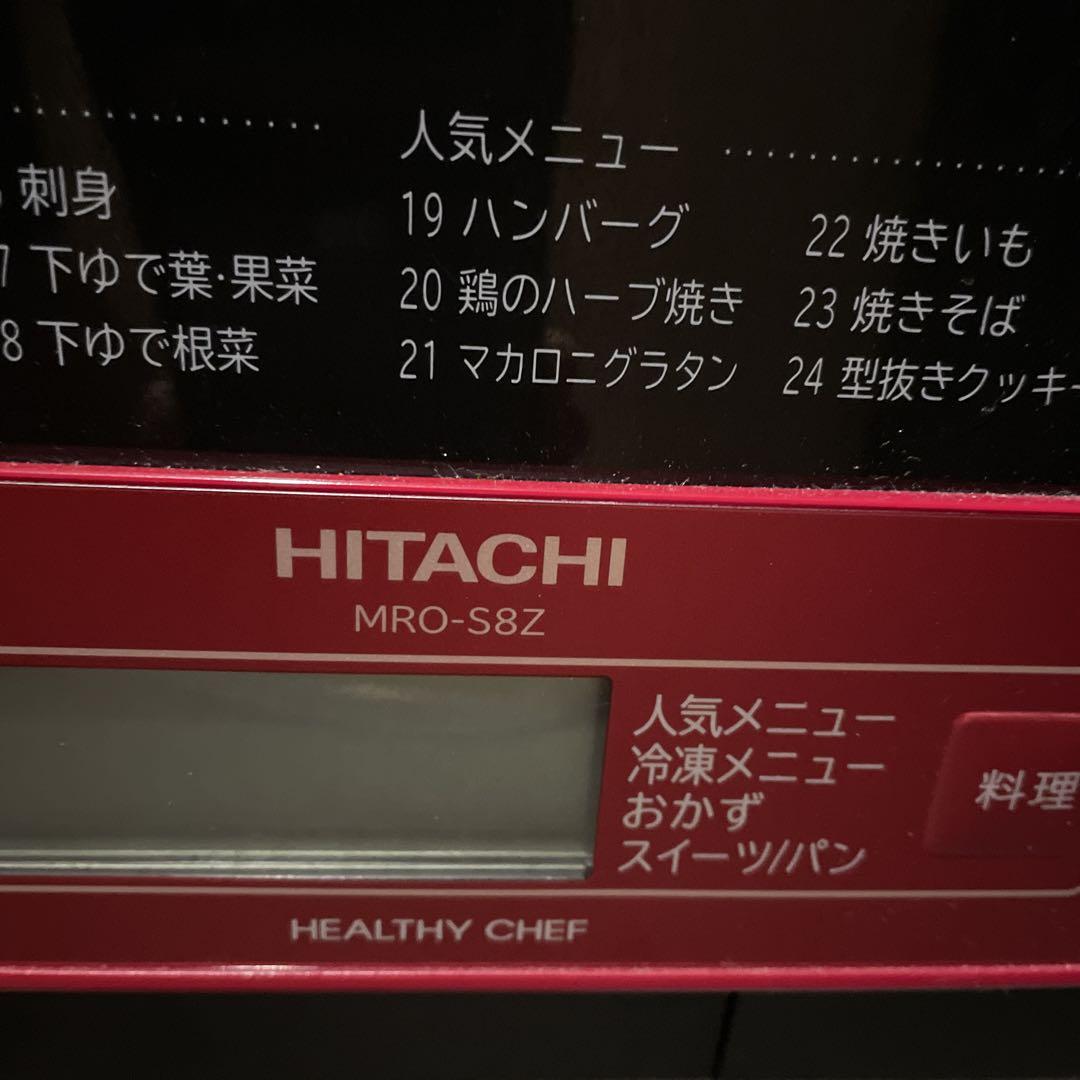 人気メニュー
刺身
7 下ゆで葉・果菜
8 下ゆで根菜
19 ハンバーグ
20 鶏のハーブ焼き
21 マカロニグラタン
22 焼きいも
23 焼きそば
24 型抜きクッキー
HITACHI
MRO-S8Z
人気メニュー
冷凍メニュー
おかず
スイーツ//パン
料理
HEALTHY CHEF